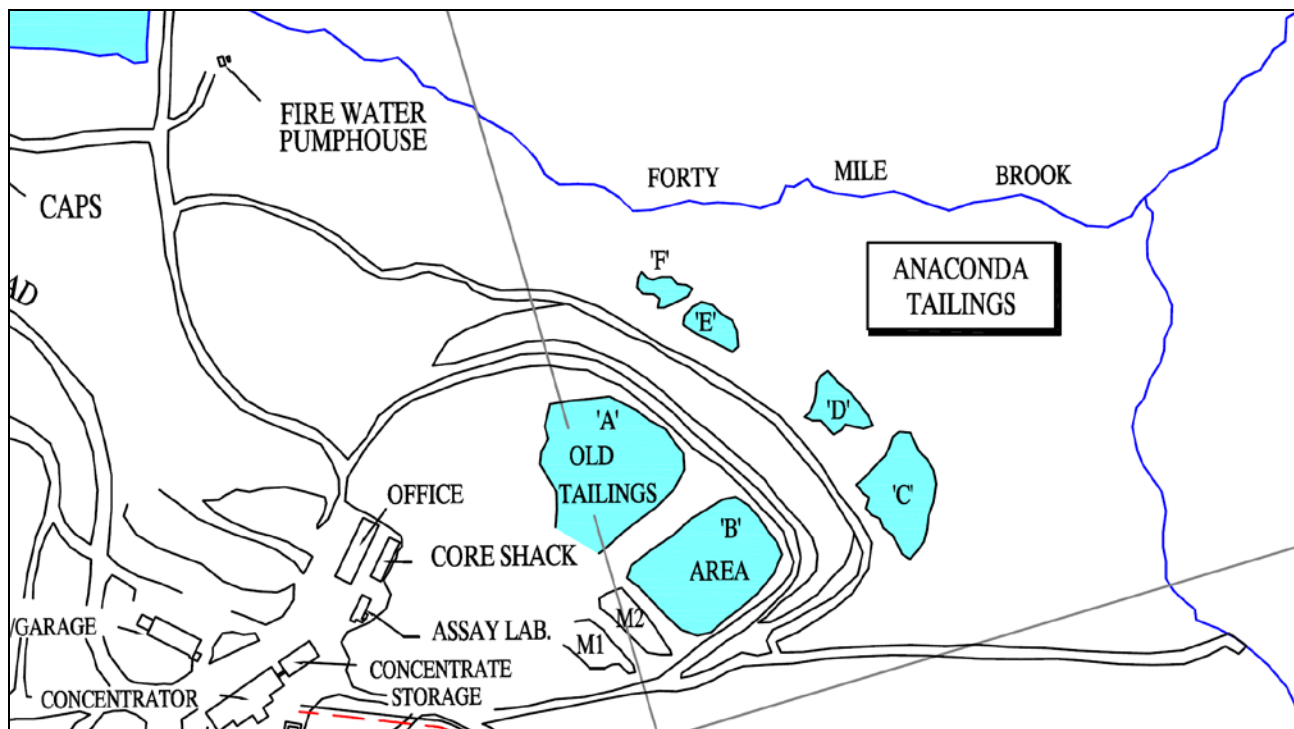 FIRE WATER
PUMPHOUSE
FORTY MILE BROOK
CAPS
'F'
ANACONDA
TAILINGS
AD
'E'
'D'
'A'
OLD
TAILINGS
OFFICE
'C'
'B'
CORE SHACK
AREA
M2
/GARAGE
ASSAY LAB.
M1
CONCENTRATE
STORAGE
CONCENTRATOR